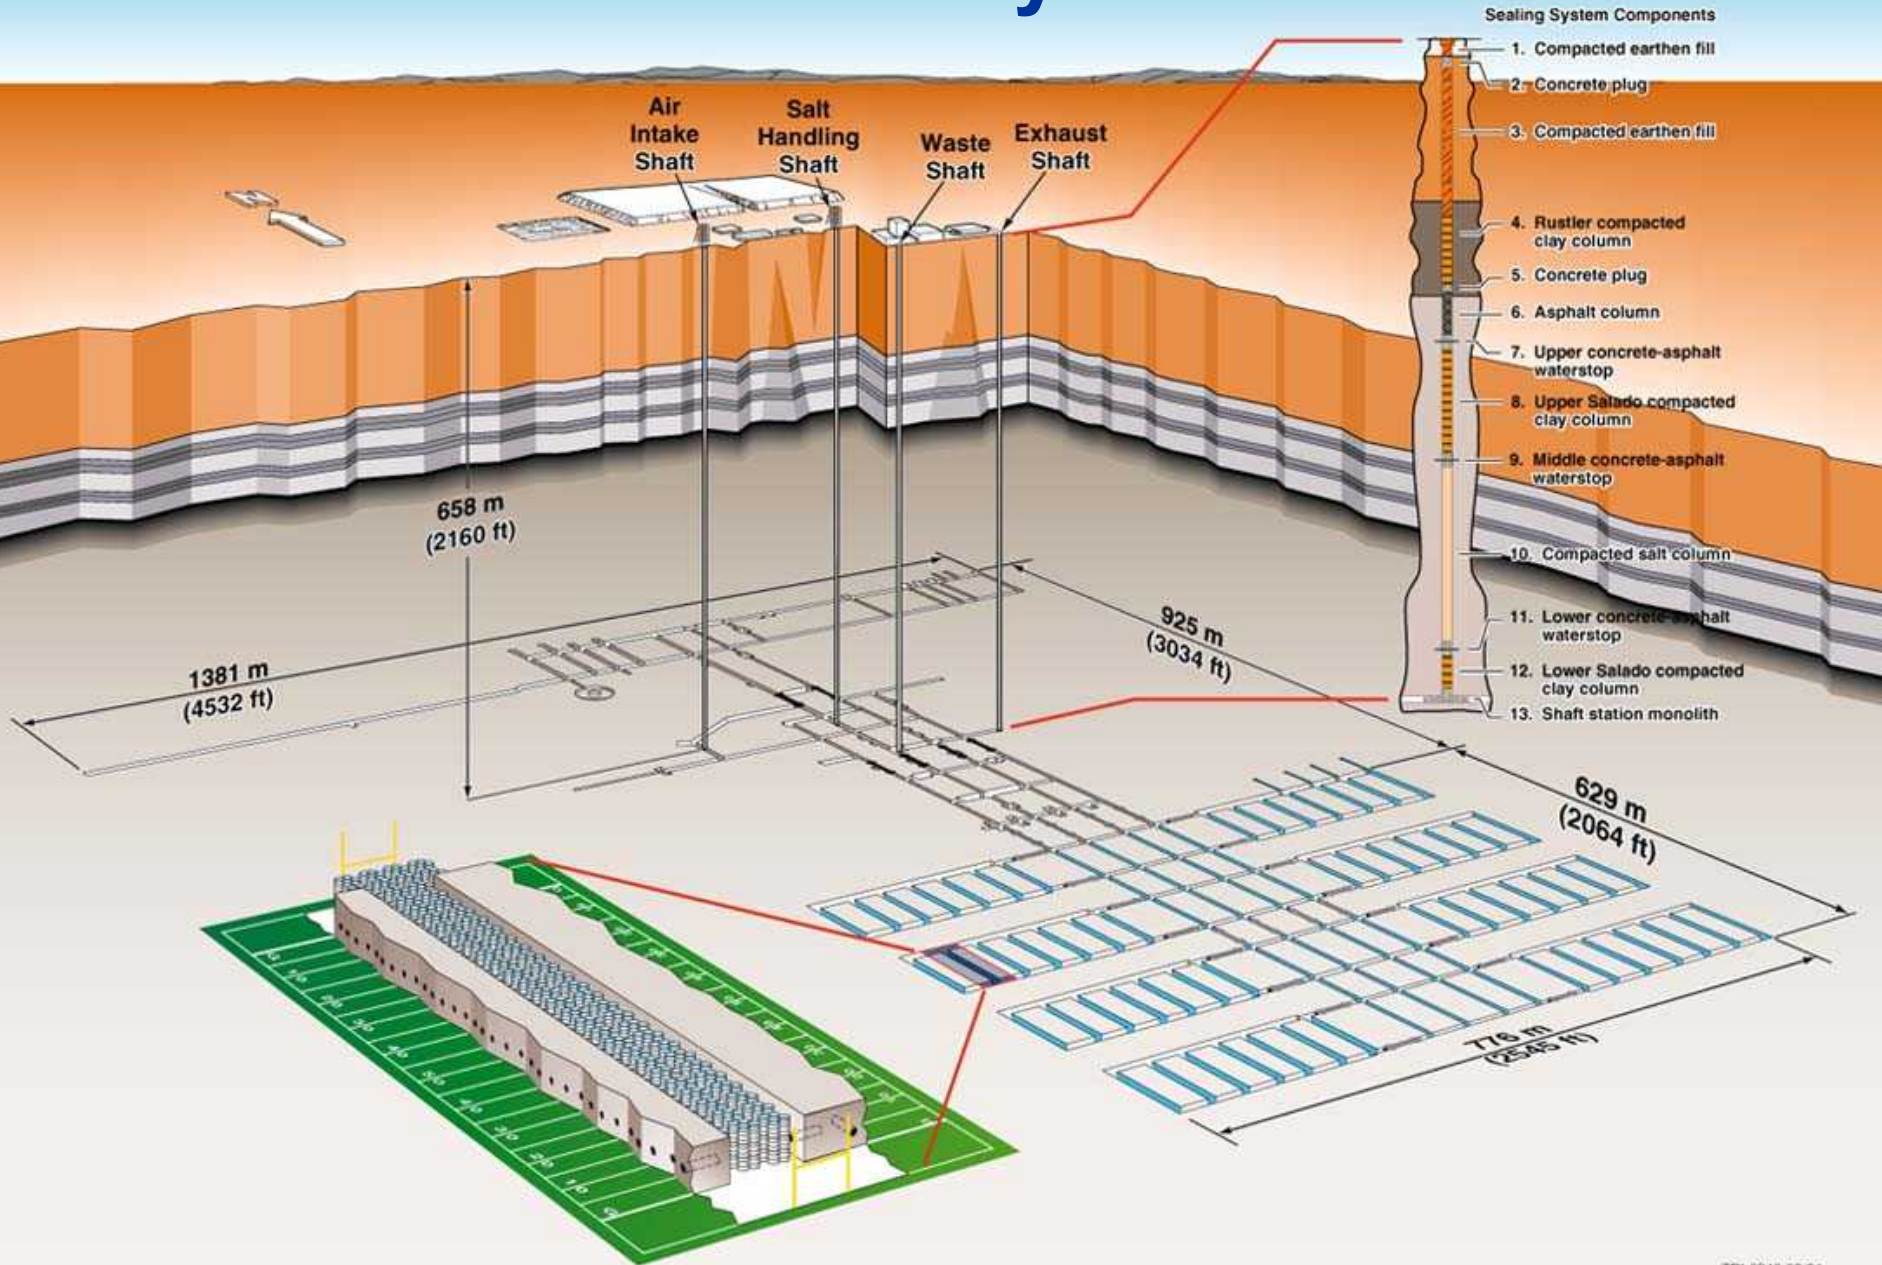 Sealing System Components
1. Compacted earthen fill
2. Concrete plug
3. Compacted earthen fill
4. Rustler compacted
clay column
5. Concrete plug
6. Asphalt column
7. Upper concrete-asphalt
waterstop
8. Upper Salado compacted
clay column
9. Middle concrete-asphalt
waterstop
10. Compacted salt column
11. Lower concrete-asphalt
waterstop
12. Lower Salado compacted
clay column
13. Shaft station monolith
Air
Intake
Shaft
Salt
Handling
Shaft
Waste
Shaft
Exhaust
Shaft
658 m
(2160 ft)
1381 m
(4532 ft)
925 m
(3034 ft)
629 m
(2064 ft)
776 m
(2545 ft)